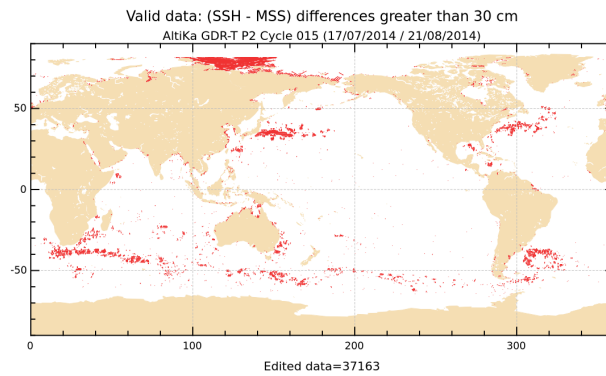 Valid data: (SSH - MSS) differences greater than 30 cm
AltiKa GDR-T P2 Cycle 015 (17/07/2014 / 21/08/2014)
50
0
-50
0
100
200
300
Edited data=37163